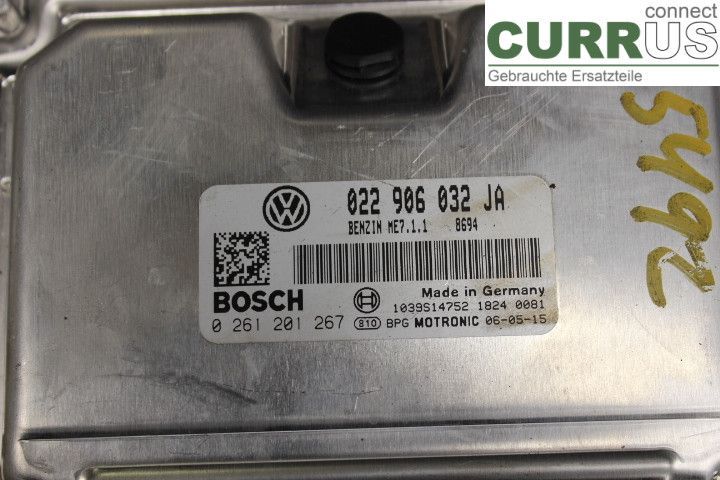 connect
CURRUS
Gebrauchte Ersatzteile
5492
022 906 032 JA
BENZIN ME7.1.1 8694
BOSCH
Made in Germany
1039S14752 1824 0081
0 261 201 267 810 BPG MOTRONIC 06-05-15